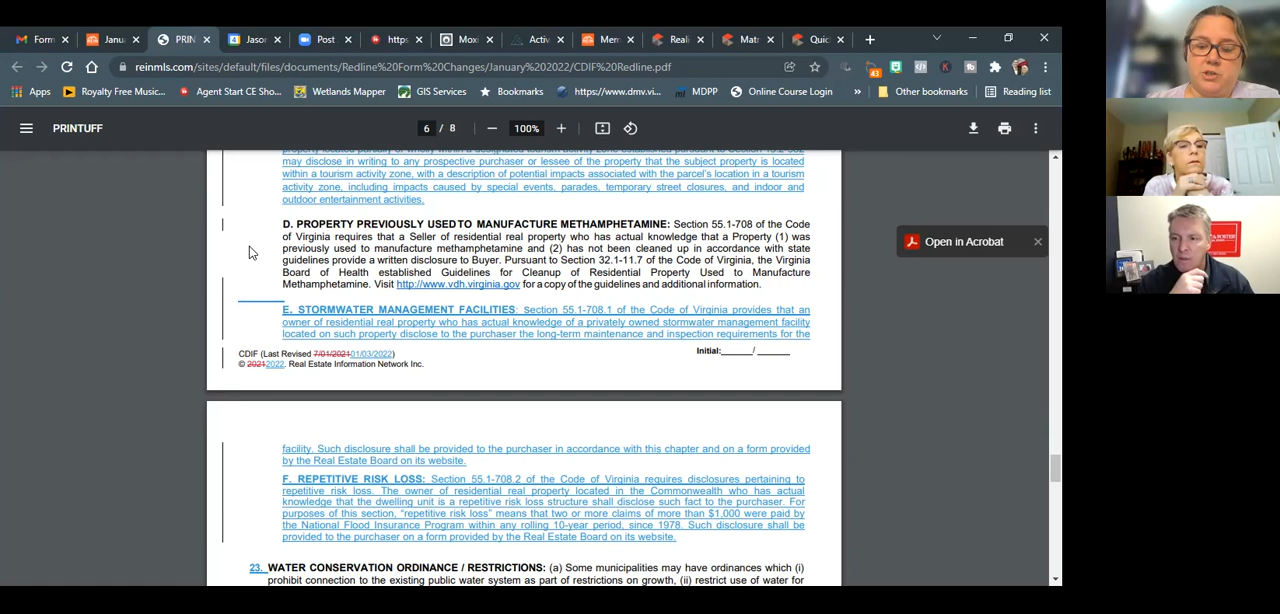 Form
Janua
PRIN
Jason
Post
https
Moxi
Activ
Mem
Reali
Matr
Quic
reinmls.com/sites/default/files/documents/Redline%20Form%20Changes/January%202022/CDIF%20Redline.pdf
43
Apps
Royalty Free Music...
Agent Start CE Sho...
Wetlands Mapper
GIS Services
Bookmarks
https://www.dmv.vi...
MDPP
Online Course Login
»
Other bookmarks
Reading list
PRINTUFF
6 / 8
100%
may disclose in writing to any prospective purchaser or lessee of the property that the subject property is located
within a tourism activity zone, with a description of potential impacts associated with the parcel's location in a tourism
activity zone, including impacts caused by special events, parades, temporary street closures, and indoor and
outdoor entertainment activities.
D. PROPERTY PREVIOUSLY USED TO MANUFACTURE METHAMPHETAMINE: Section 55.1-708 of the Code
of Virginia requires that a Seller of residential real property who has actual knowledge that a Property (1) was
previously used to manufacture methamphetamine and (2) has not been cleaned up in accordance with state
guidelines provide a written disclosure to Buyer. Pursuant to Section 32.1-11.7 of the Code of Virginia, the Virginia
Board of Health established Guidelines for Cleanup of Residential Property Used to Manufacture
Methamphetamine. Visit http://www.vdh.virginia.gov for a copy of the guidelines and additional information.
E. STORMWATER MANAGEMENT FACILITIES: Section 55.1-708.1 of the Code of Virginia provides that an
owner of residential real property who has actual knowledge of a privately owned stormwater management facility
located on such property disclose to the purchaser the long-term maintenance and inspection requirements for the
CDIF (Last Revised 7/01/202101/03/2022)
Initial:______/ ______
© 20212022. Real Estate Information Network Inc.
facility. Such disclosure shall be provided to the purchaser in accordance with this chapter and on a form provided
by the Real Estate Board on its website.
F. REPETITIVE RISK LOSS: Section 55.1-708.2 of the Code of Virginia requires disclosures pertaining to
repetitive risk loss. The owner of residential real property located in the Commonwealth who has actual
knowledge that the dwelling unit is a repetitive risk loss structure shall disclose such fact to the purchaser. For
purposes of this section, "repetitive risk loss" means that two or more claims of more than $1,000 were paid by
the National Flood Insurance Program within any rolling 10-year period, since 1978. Such disclosure shall be
provided to the purchaser on a form provided by the Real Estate Board on its website.
23. WATER CONSERVATION ORDINANCE / RESTRICTIONS: (a) Some municipalities may have ordinances which (i)
prohibit connection to the existing public water system as part of restrictions on growth, (ii) restrict use of water for
Open in Acrobat